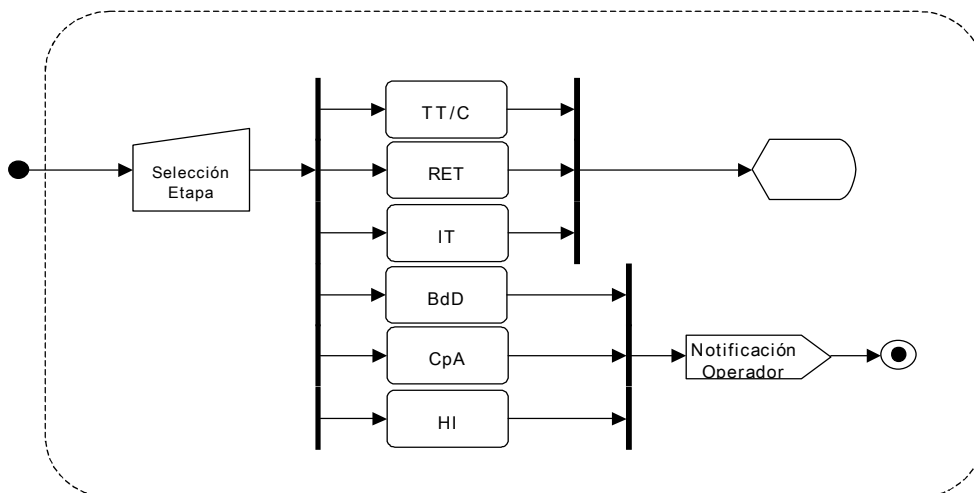 TT/C
Selección
Etapa
RET
IT
BdD
CpA
HI
Notificación
Operador